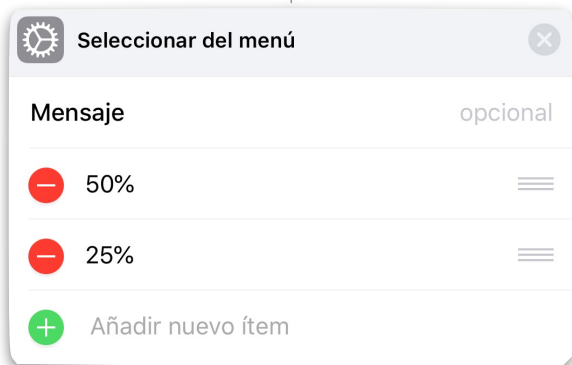 Seleccionar del menú
Mensaje opcional
50%
25%
Añadir nuevo ítem